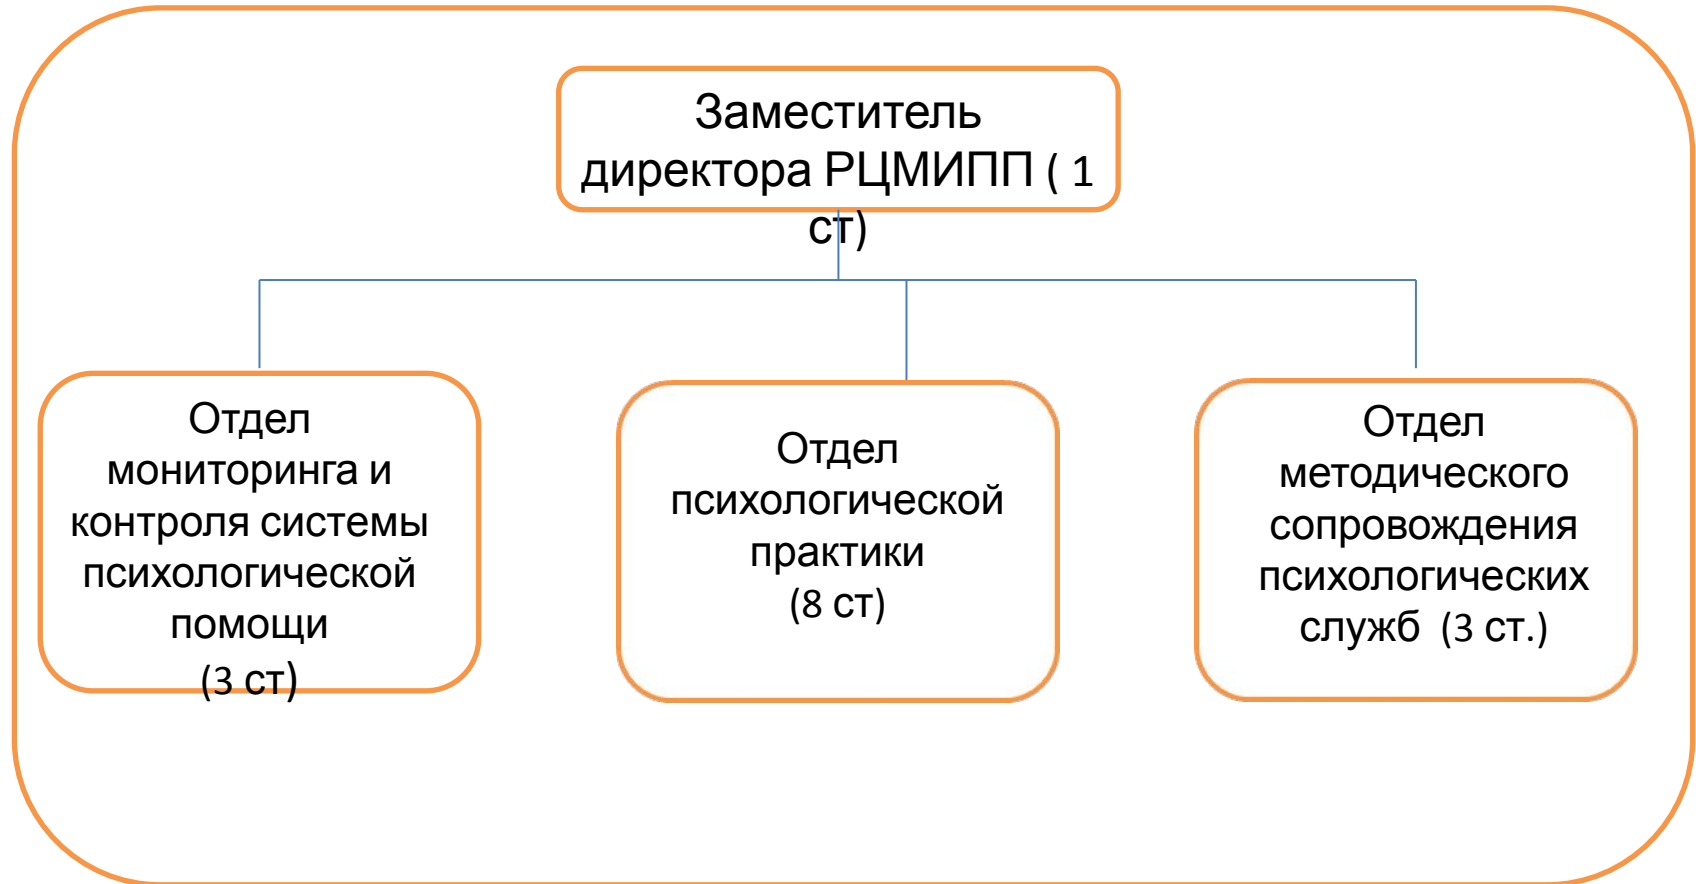 Заместитель
директора РЦМИПП ( 1
ст)
Отдел
мониторинга и
контроля системы
психологической
помощи
(3 ст)
Отдел
психологической
практики
(8 ст)
Отдел
методического
сопровождения
психологических
служб (3 ст.)